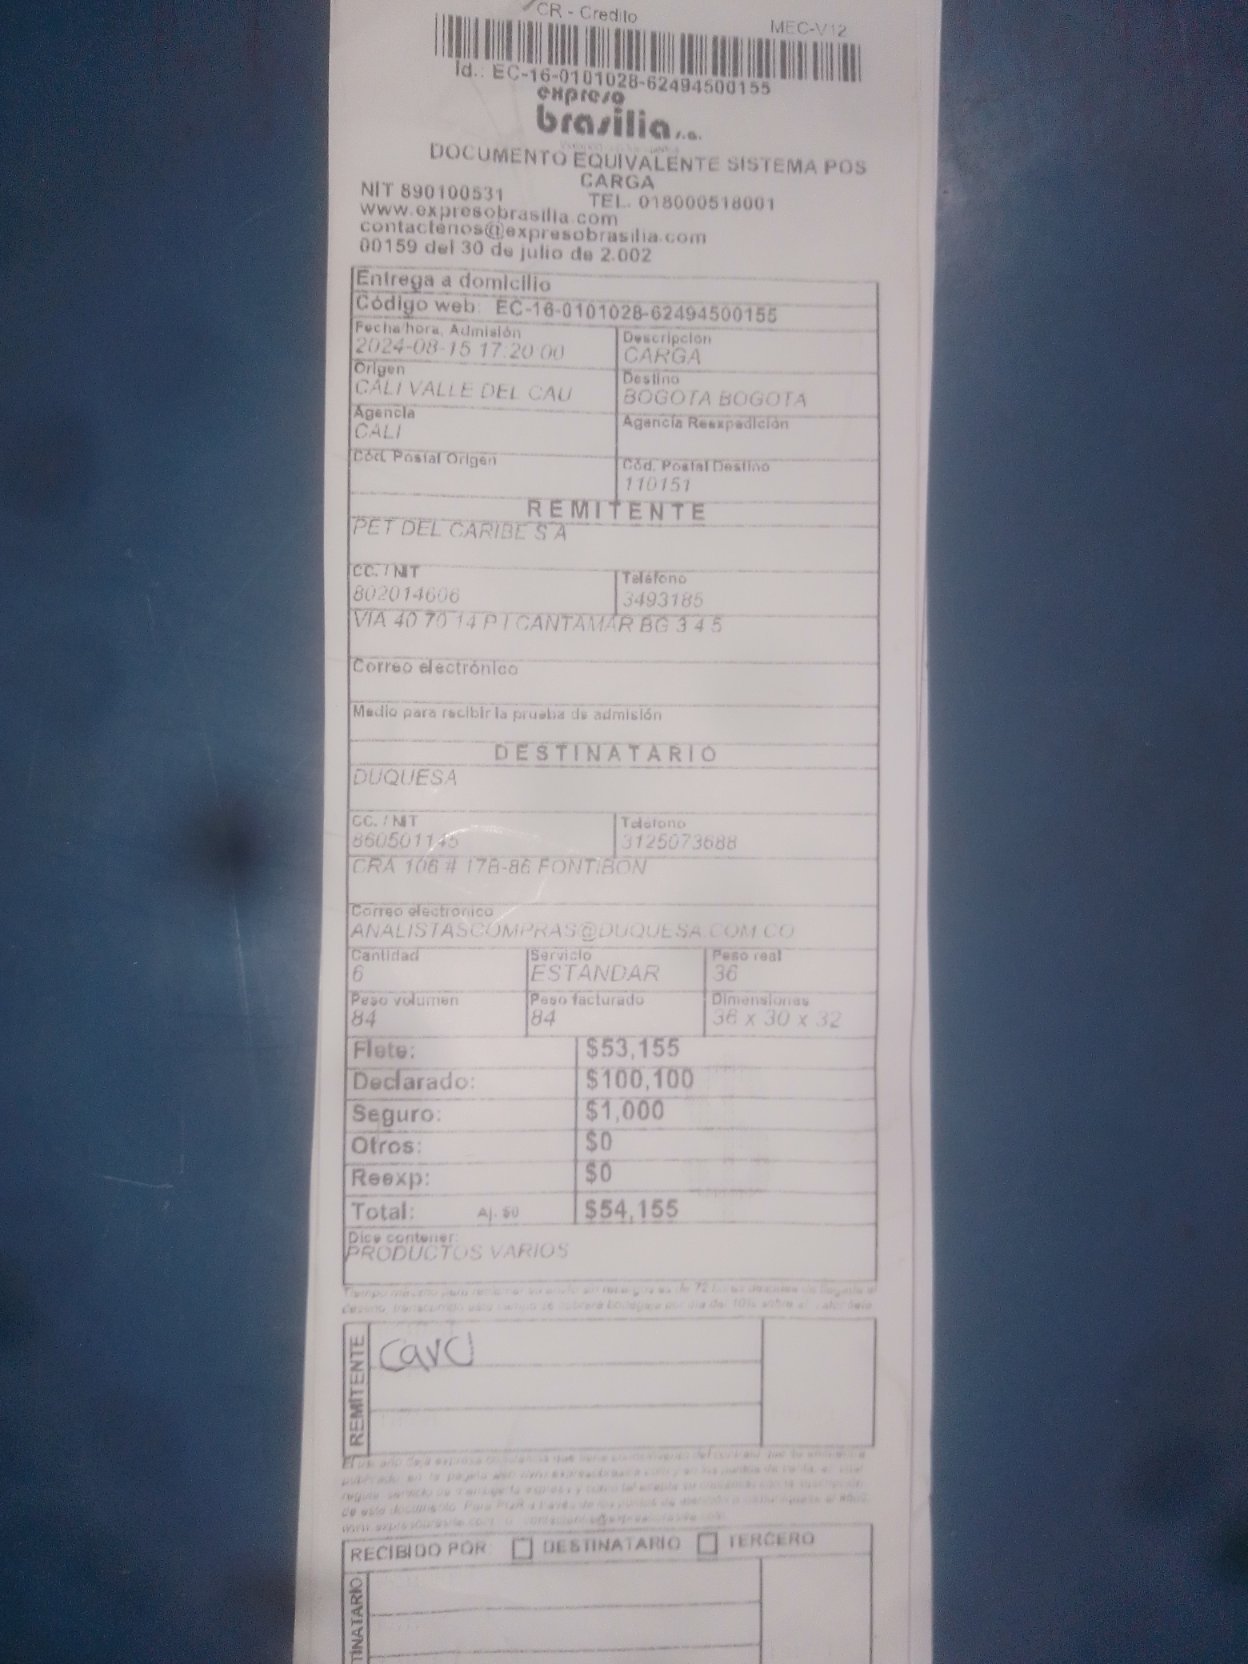 CR - Credito
MEC-V12
Id.: EC-16-0101028-62494500155
expreso
brasilia s.a.
DOCUMENTO EQUIVALENTE SISTEMA POS
CARGA
NIT 890100531 TEL. 018000518001
www.expresobrasilia.com
contactenos@expresobrasilia.com
00159 del 30 de julio de 2.002
Entrega a domicilio
Código web: EC-16-0101028-62494500155
Fecha/hora, Admisión Descripción
2024-08-15 17:20:00 CARGA
Origen Destino
CALI VALLE DEL CAU BOGOTA BOGOTA
Agencia Agencia Reexpedición
CALI
Cód. Postal Origen Cód. Postal Destino
110151
REMITENTE
PET DEL CARIBE S A
CC. / NIT Teléfono
802014606 3493185
VIA 40 70 14 P I CANTAMAR BG 3 4 5
Correo electrónico
Medio para recibir la prueba de admisión
DESTINATARIO
DUQUESA
CC. / NIT Teléfono
860501145 3125073688
CRA 106 # 17B-86 FONTIBON
Correo electronico
ANALISTASCOMPRAS@DUQUESA.COM.CO
Cantidad Servicio Peso real
6 ESTANDAR 36
Peso volumen Peso facturado Dimensiones
84 84 36 x 30 x 32
Flete: $53,155
Declarado: $100,100
Seguro: $1,000
Otros: $0
Reexp: $0
Total: Aj. $0 $54,155
Dice contener:
PRODUCTOS VARIOS
REMITENTE
RECIBIDO POR: DESTINATARIO TERCERO
TINATARIO